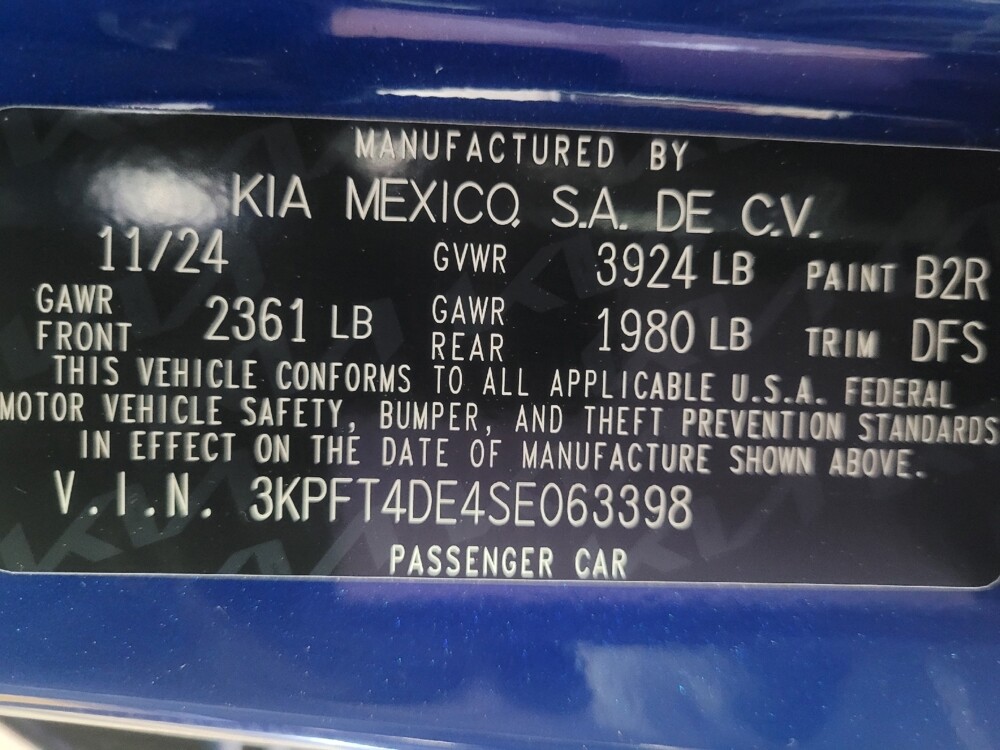 MANUFACTURED BY
KIA MEXICO, S.A. DE C.V.
11/24 GVWR 3924 LB PAINT B2R
GAWR FRONT 2361 LB GAWR REAR 1980 LB TRIM DFS
THIS VEHICLE CONFORMS TO ALL APPLICABLE U.S.A. FEDERAL
MOTOR VEHICLE SAFETY, BUMPER, AND THEFT PREVENTION STANDARDS
IN EFFECT ON THE DATE OF MANUFACTURE SHOWN ABOVE.
V.I.N. 3KPFT4DE4SE063398
PASSENGER CAR